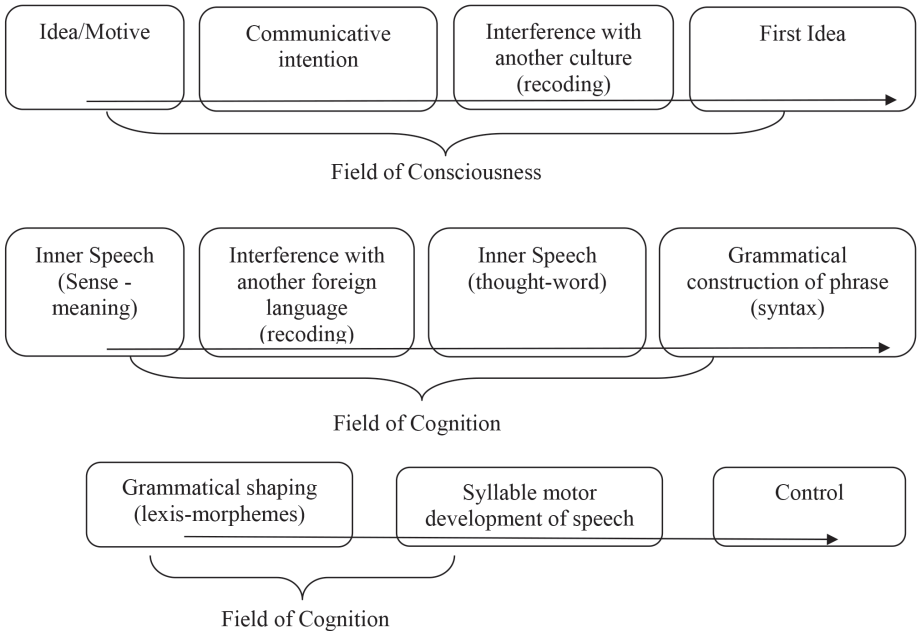 Idea/Motive
Communicative
intention
Interference with
another culture
(recoding)
First Idea
Field of Consciousness
Inner Speech
(Sense -
meaning)
Interference with
another foreign
language
(recoding)
Inner Speech
(thought-word)
Grammatical
construction of phrase
(syntax)
Field of Cognition
Grammatical shaping
(lexis-morphemes)
Syllable motor
development of speech
Control
Field of Cognition